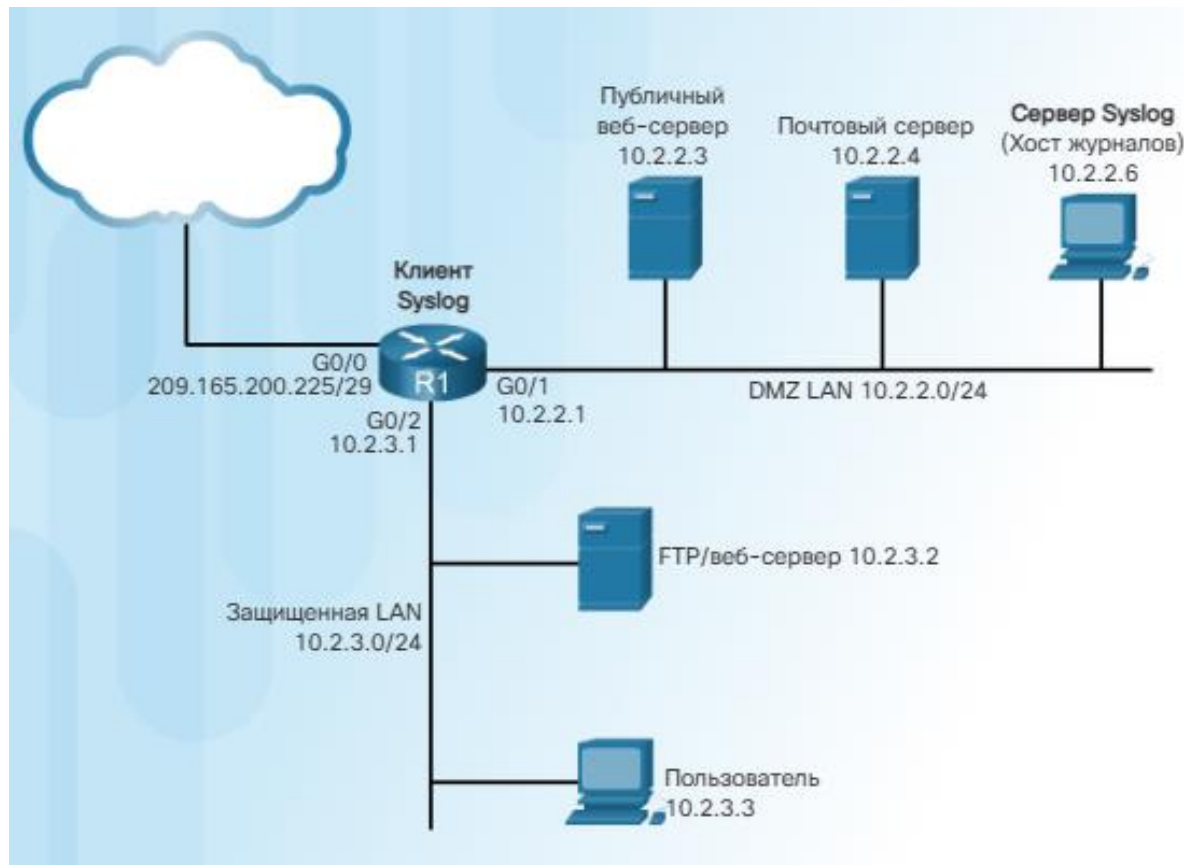 Публичный
веб-сервер
10.2.2.3
Почтовый сервер
10.2.2.4
Сервер Syslog
(Хост журналов)
10.2.2.6
Клиент
Syslog
G0/0
209.165.200.225/29
R1
G0/1
10.2.2.1
DMZ LAN 10.2.2.0/24
G0/2
10.2.3.1
FTP/веб-сервер 10.2.3.2
Защищенная LAN
10.2.3.0/24
Пользователь
10.2.3.3